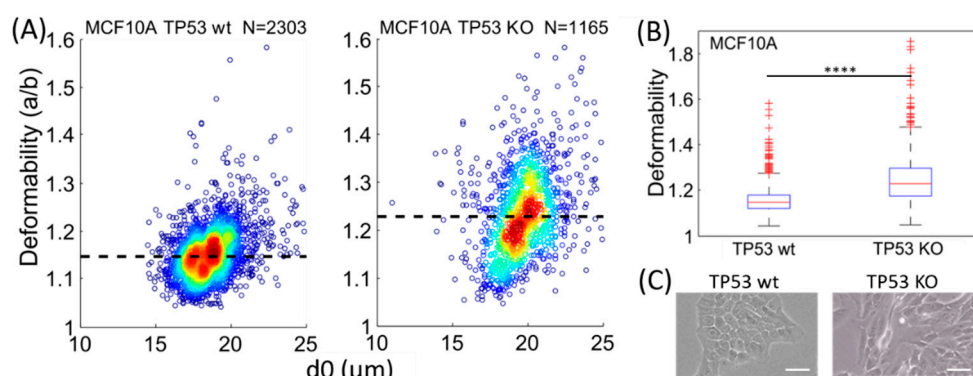 (A)
MCF10A TP53 wt N=2303
Deformability (a/b)
1.6
1.5
1.4
1.3
1.2
1.1
1
10
15
20
25
MCF10A TP53 KO N=1165
1.6
1.5
1.4
1.3
1.2
1.1
1
10
15
20
25
d0 (μm)
(B)
MCF10A
****
Deformability
1.8
1.6
1.4
1.2
1
TP53 wt
TP53 KO
(C)
TP53 wt
TP53 KO